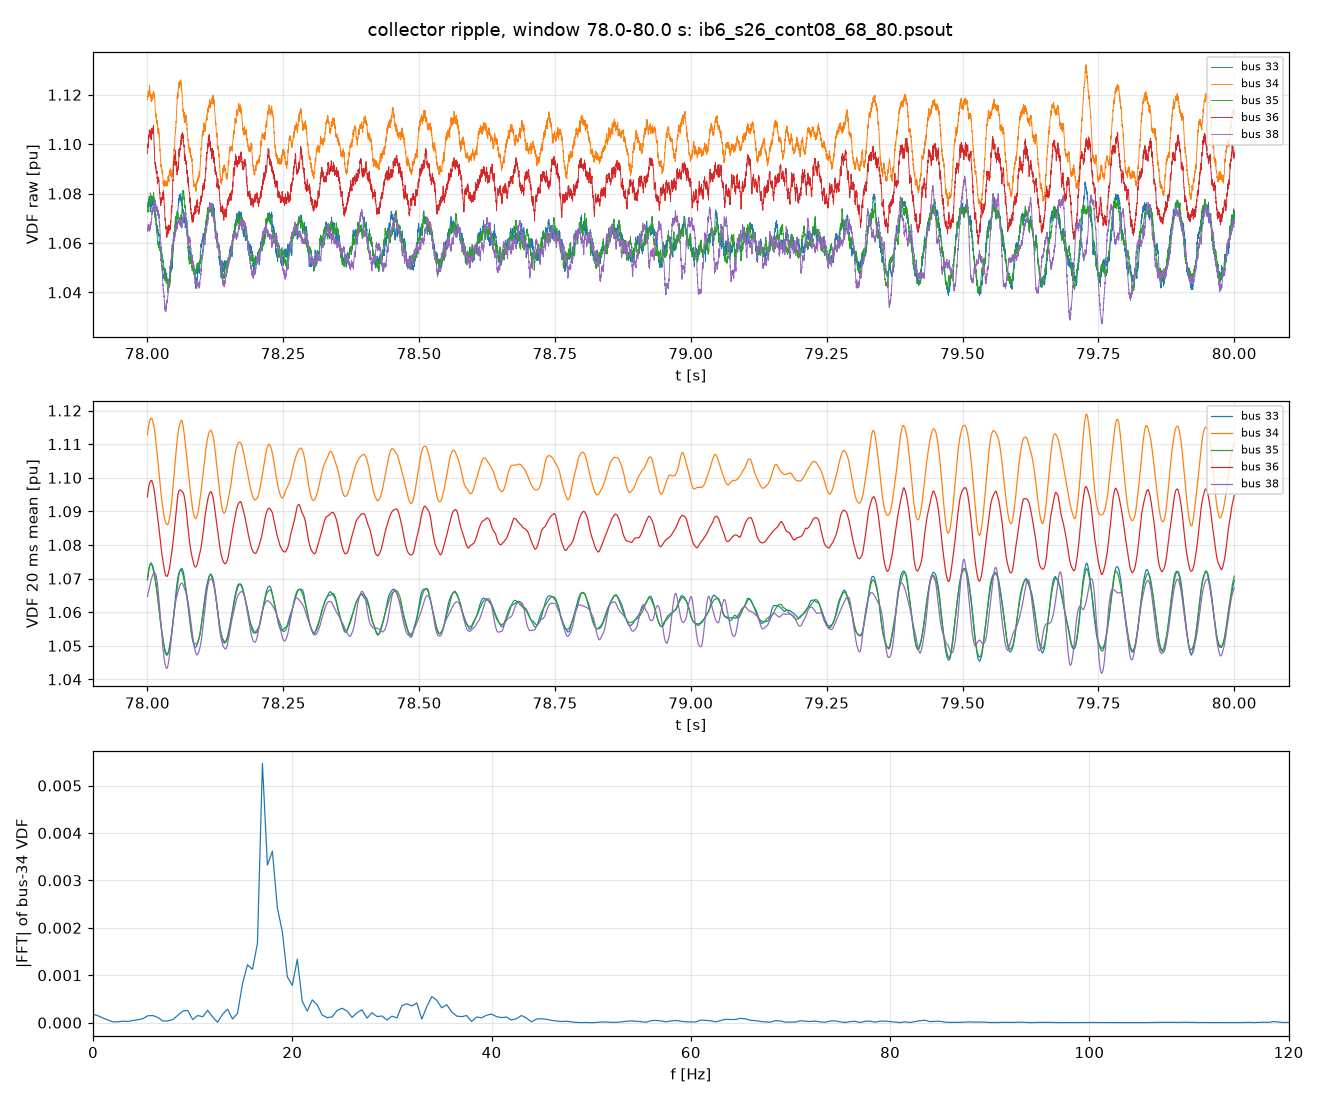 collector ripple, window 78.0-80.0 s: ib6_s26_cont08_68_80.psout
VDF raw [pu]
1.12
1.10
1.08
1.06
1.04
bus 33
bus 34
bus 35
bus 36
bus 38
78.00 78.25 78.50 78.75 79.00 79.25 79.50 79.75 80.00
t [s]
VDF 20 ms mean [pu]
1.12
1.11
1.10
1.09
1.08
1.07
1.06
1.05
1.04
bus 33
bus 34
bus 35
bus 36
bus 38
78.00 78.25 78.50 78.75 79.00 79.25 79.50 79.75 80.00
t [s]
|FFT| of bus-34 VDF
0.005
0.004
0.003
0.002
0.001
0.000
0 20 40 60 80 100 120
f [Hz]